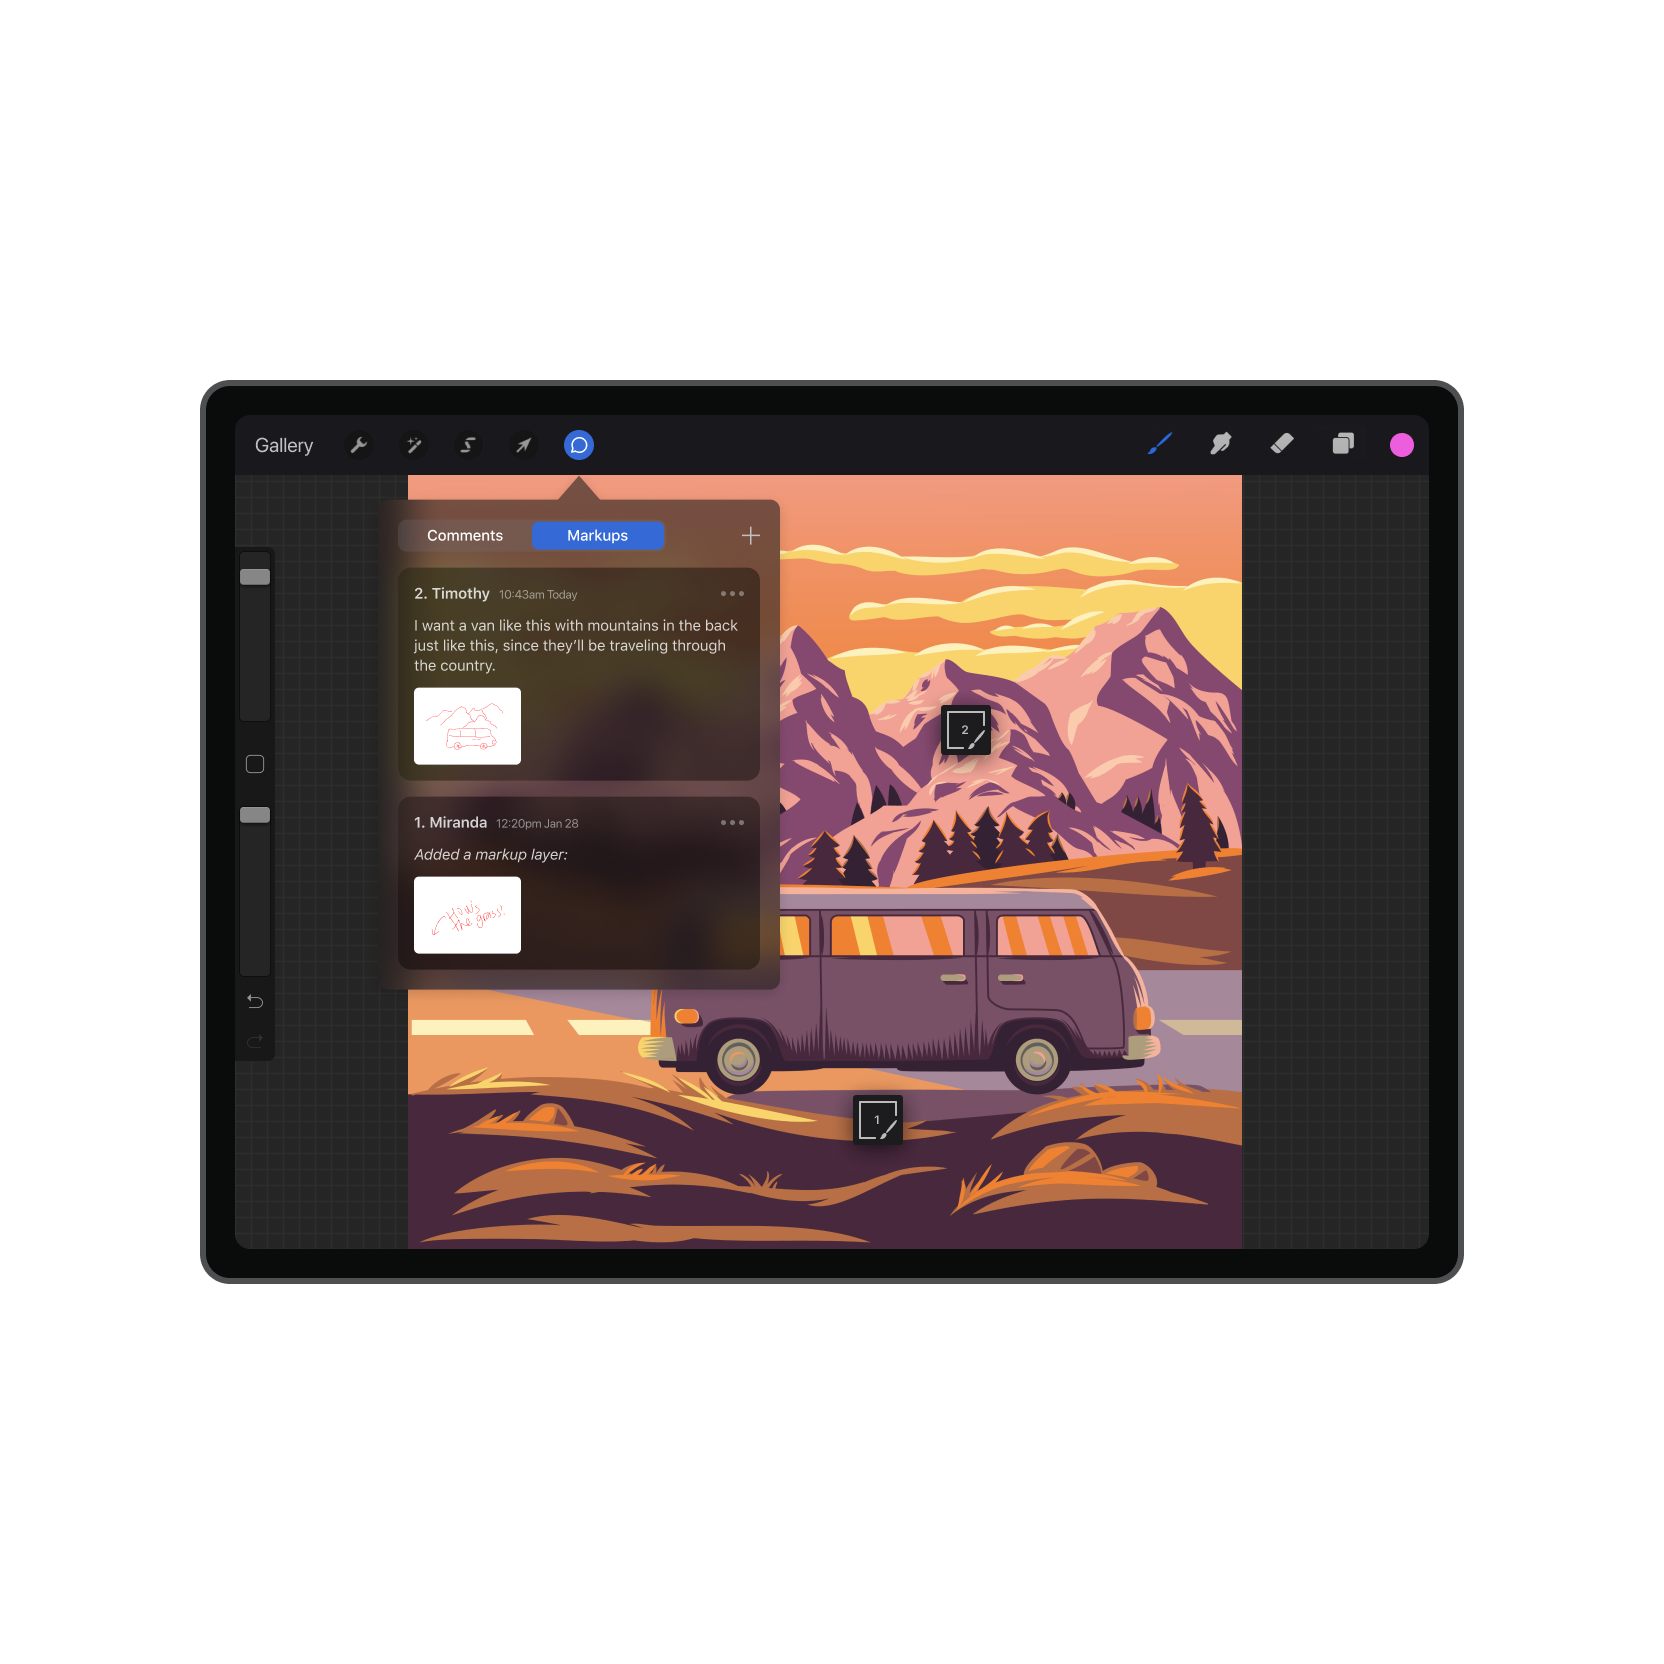 Gallery
Comments
Markups
2. Timothy 10:43am Today
I want a van like this with mountains in the back
just like this, since they’ll be traveling through
the country.
1. Miranda 12:20pm Jan 28
Added a markup layer:
How's
the grass?
2
1